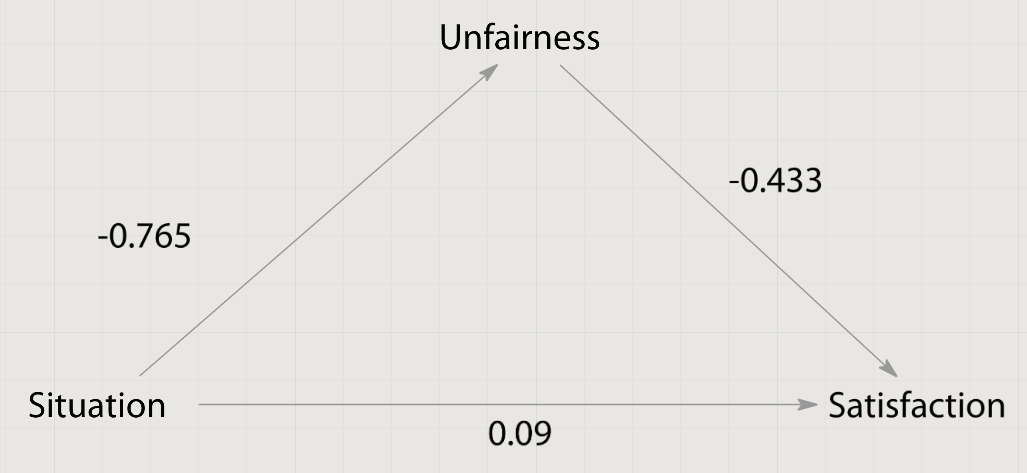 Unfairness
-0.433
-0.765
Situation
Satisfaction
0.09